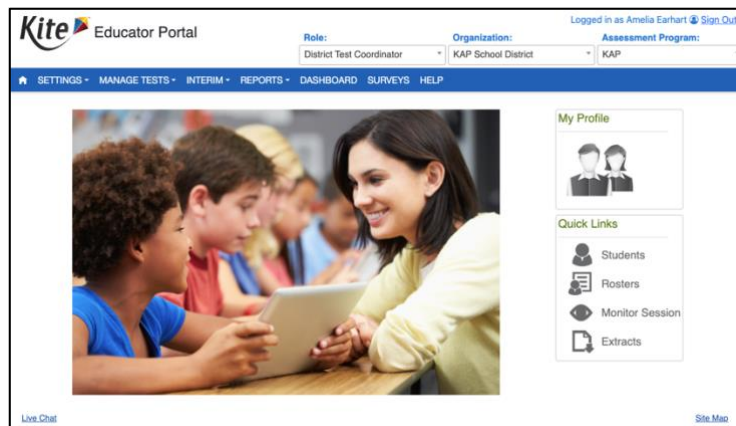 Kite Educator Portal
Logged in as Amelia Earhart Sign Out
Role: Organization: Assessment Program:
District Test Coordinator KAP School District KAP
SETTINGS MANAGE TESTS INTERIM REPORTS DASHBOARD SURVEYS HELP
My Profile
Quick Links
Students
Rosters
Monitor Session
Extracts
Live Chat Site Map